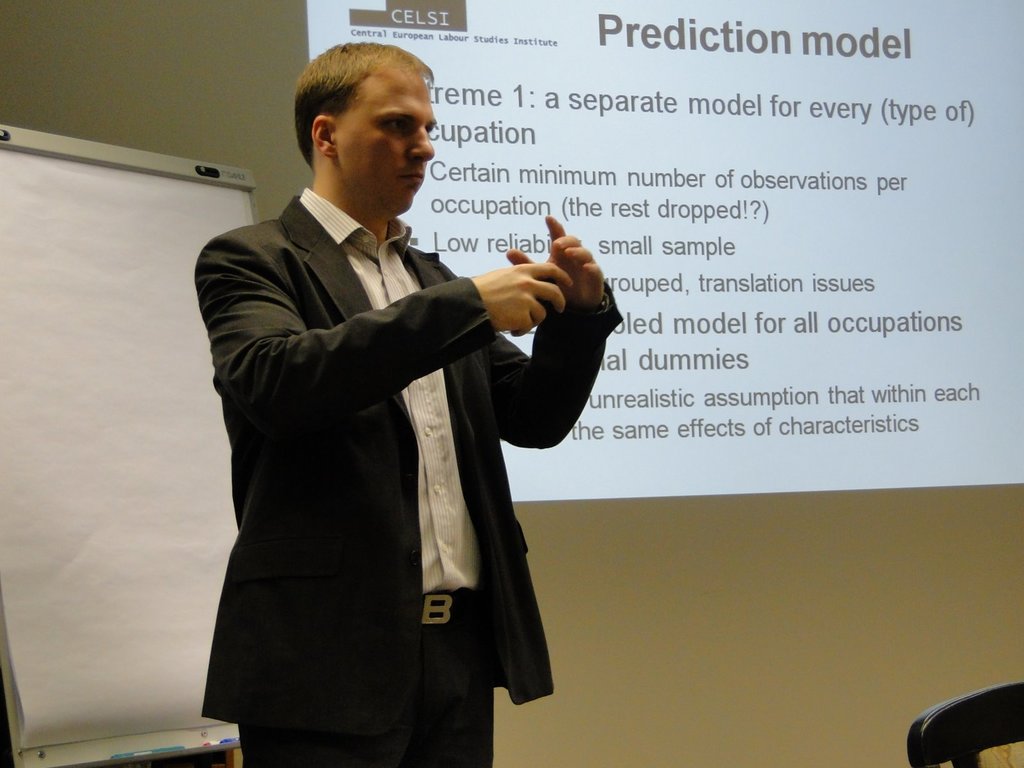 CELSI
Central European Labour Studies Institute
Prediction model
treme 1: a separate model for every (type of)
cupation
Certain minimum number of observations per
occupation (the rest dropped!?)
Low reliabi small sample
rouped, translation issues
led model for all occupations
al dummies
unrealistic assumption that within each
the same effects of characteristics
B